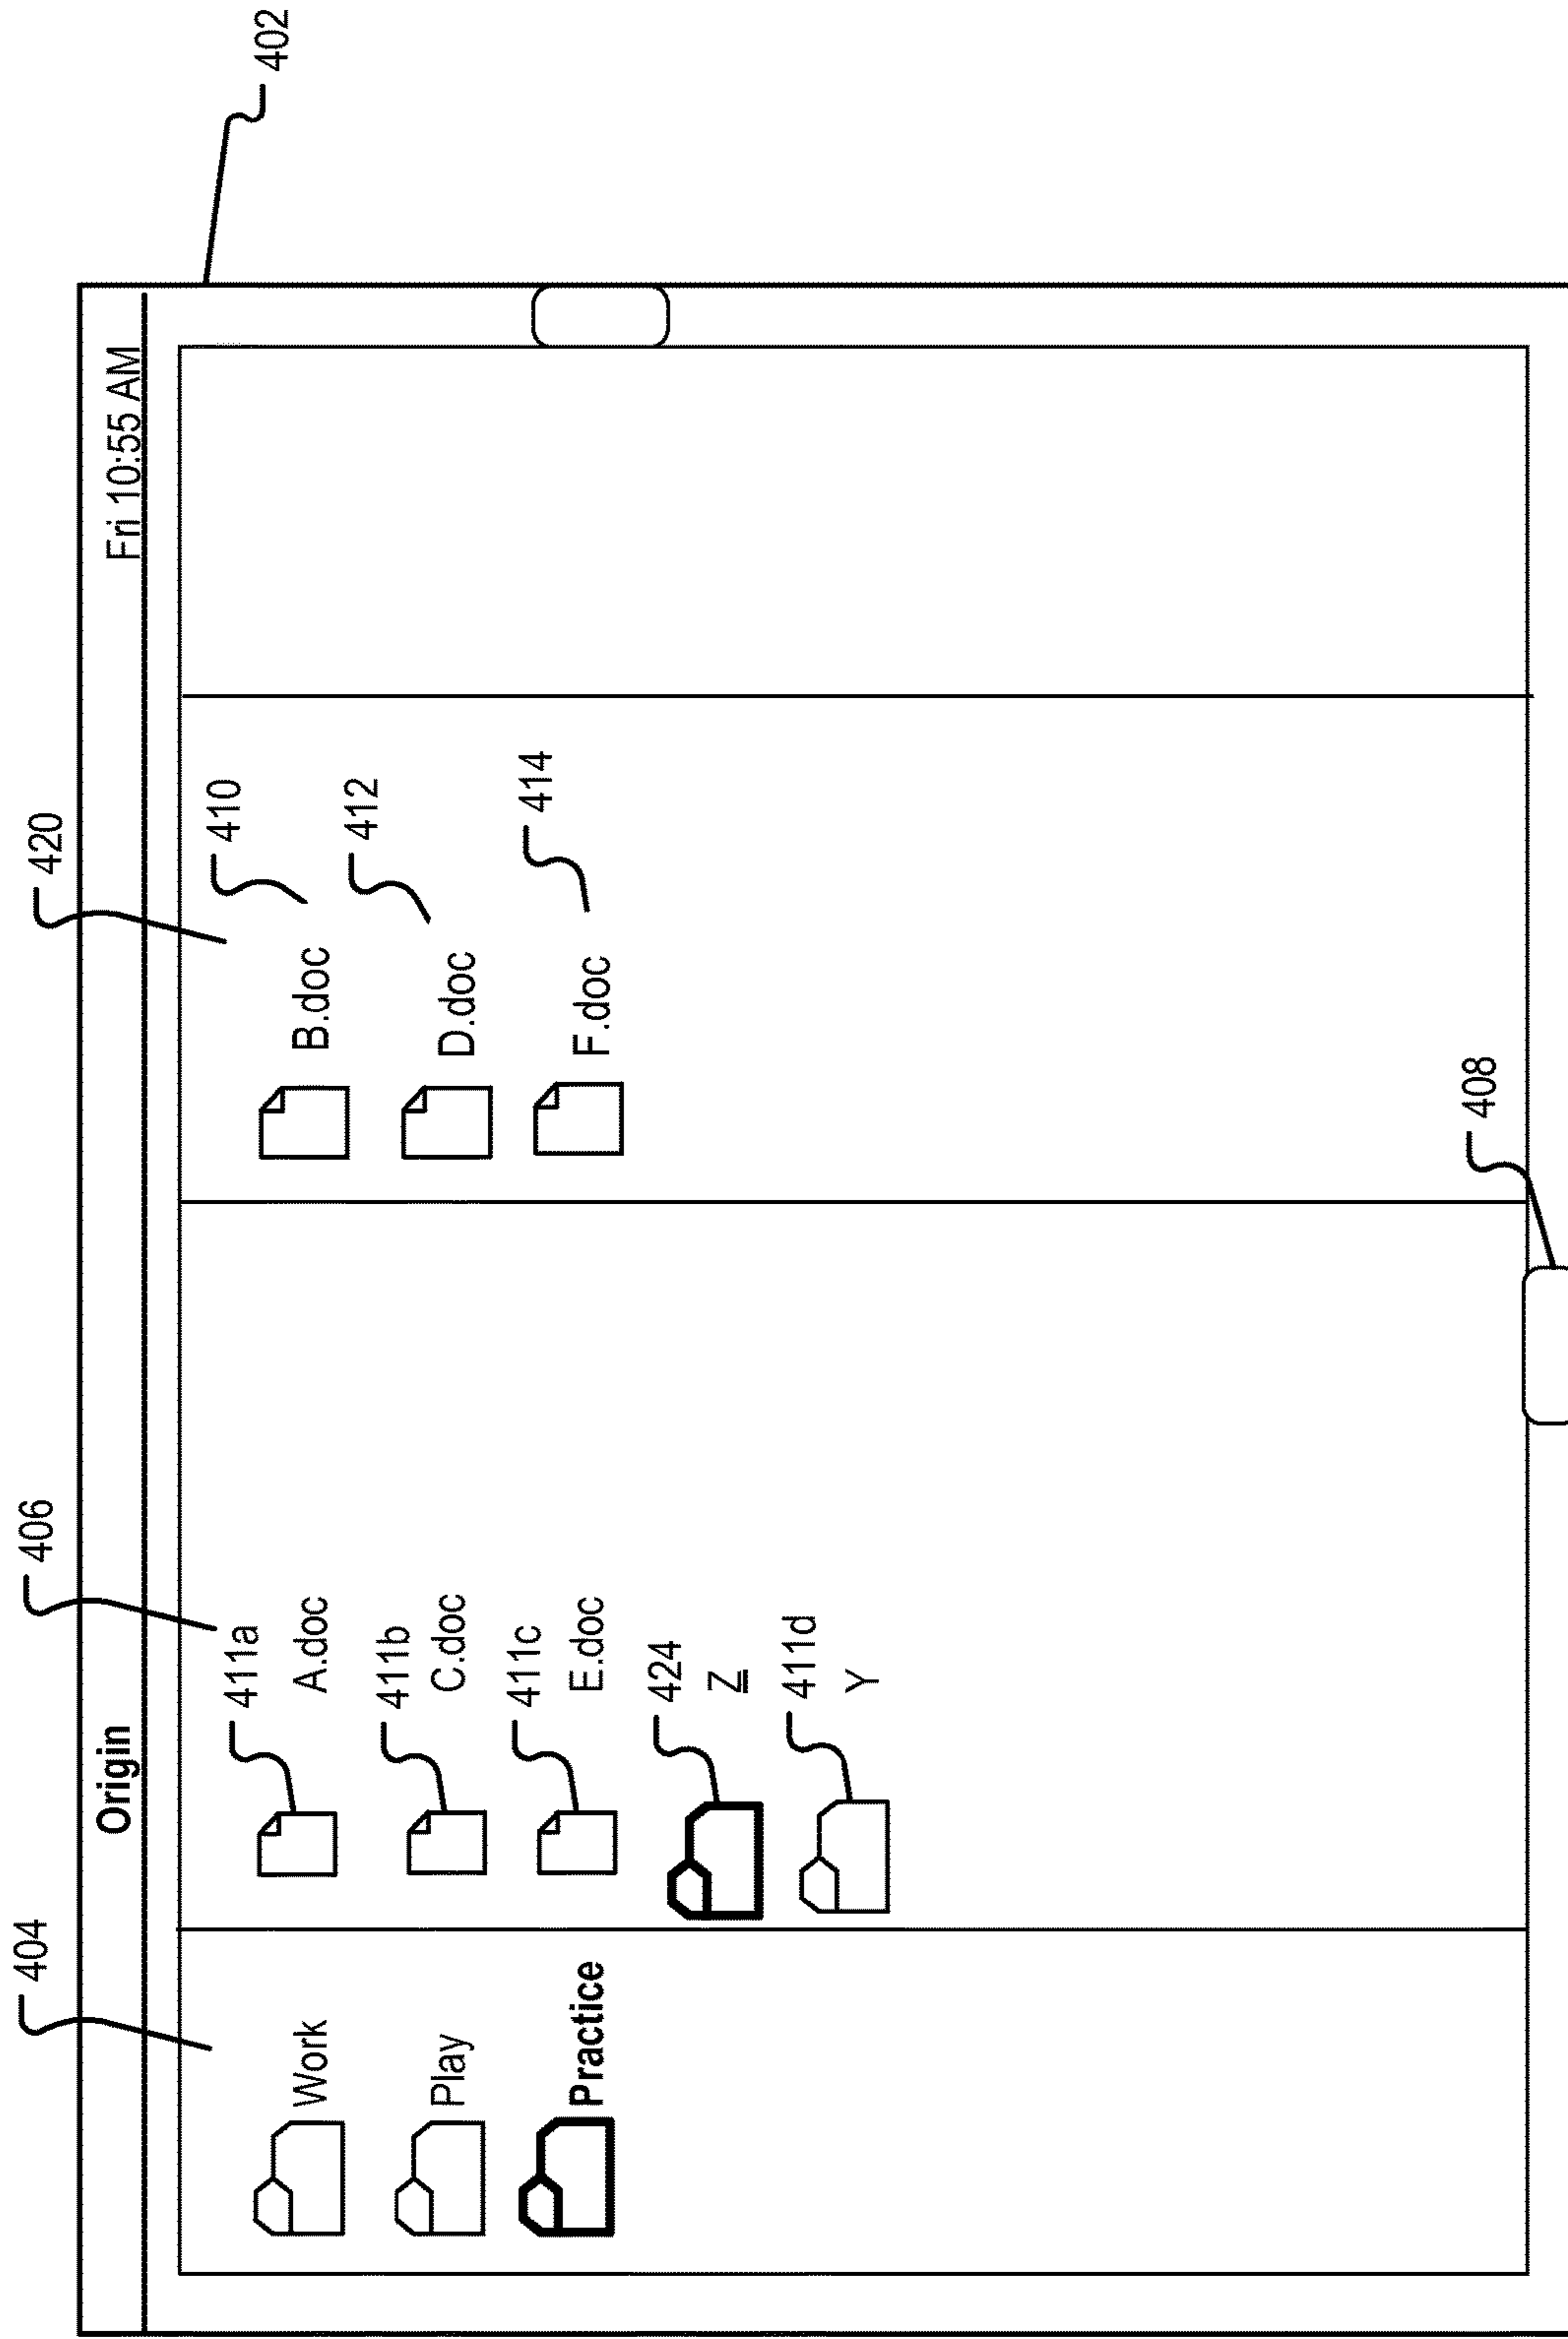 402
404
406
420
Origin
Fri 10:55 AM
Work
Play
Practice
411a
A.doc
411b
C.doc
411c
E.doc
424
Z
411d
Y
410
B.doc
412
D.doc
414
F.doc
408